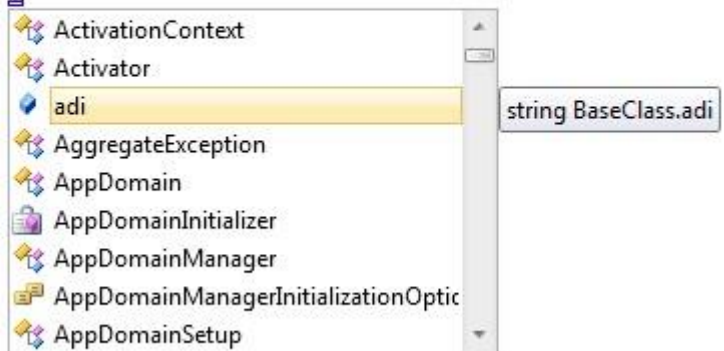 ActivationContext
Activator
adi
string BaseClass.adi
AggregateException
AppDomain
AppDomainInitializer
AppDomainManager
AppDomainManagerInitializationOptic
AppDomainSetup